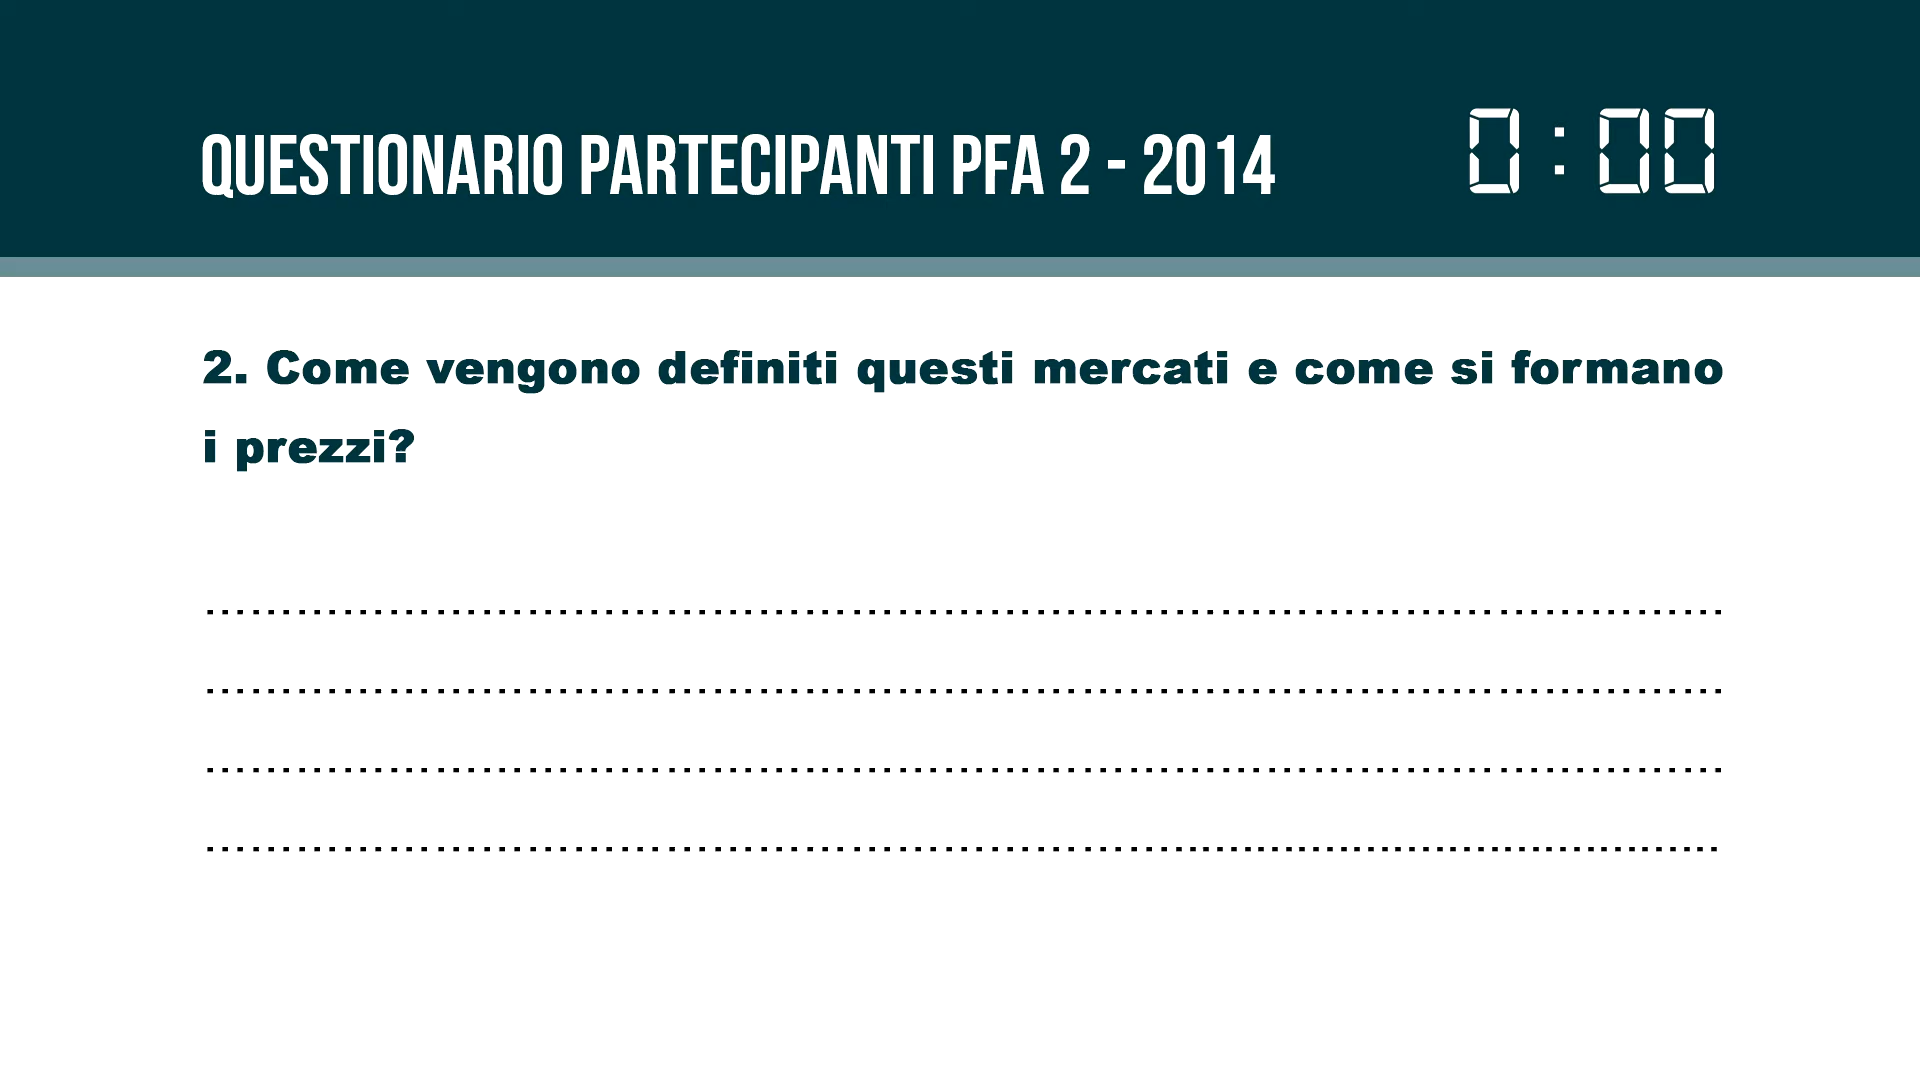 QUESTIONARIO PARTECIPANTI PFA 2 - 2014
0:00
2. Come vengono definiti questi mercati e come si formano
i prezzi?